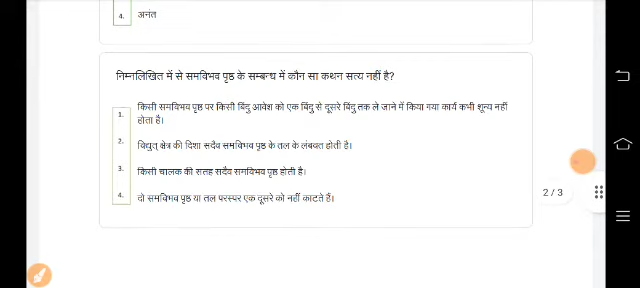 4. अनंत
निम्नलिखित में से समविभव पृष्ठ के सम्बन्ध में कौन सा कथन सत्य नहीं है?
1. किसी समविभव पृष्ठ पर किसी बिंदु आवेश को एक बिंदु से दूसरे बिंदु तक ले जाने में किया गया कार्य कभी शून्य नहीं
होता है।
2. विद्युत् क्षेत्र की दिशा सदैव समविभव पृष्ठ के तल के लंबवत होती है।
3. किसी चालक की सतह सदैव समविभव पृष्ठ होती है।
4. दो समविभव पृष्ठ या तल परस्पर एक दूसरे को नहीं काटते हैं।
2 / 3